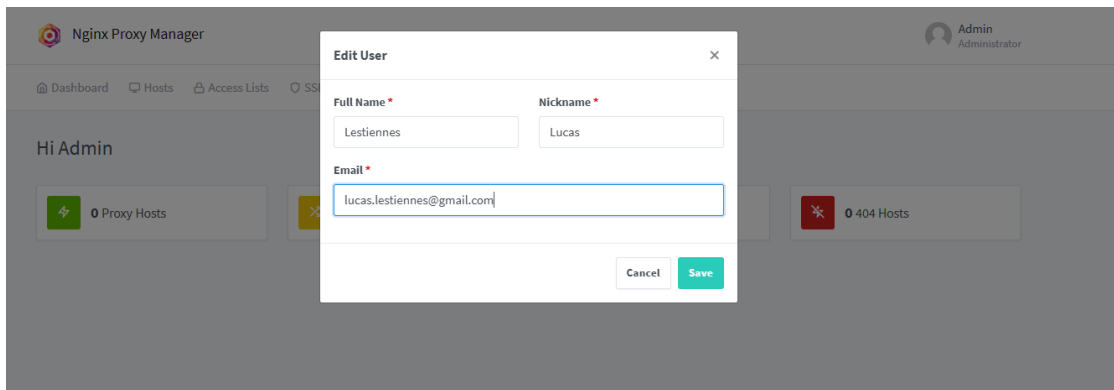 Nginx Proxy Manager
Admin
Administrator
Edit User
×
Dashboard Hosts Access Lists SSL
Full Name * Nickname *
Lestiennes Lucas
Hi Admin
Email *
lucas.lestiennes@gmail.com
0 Proxy Hosts
0 404 Hosts
Cancel Save